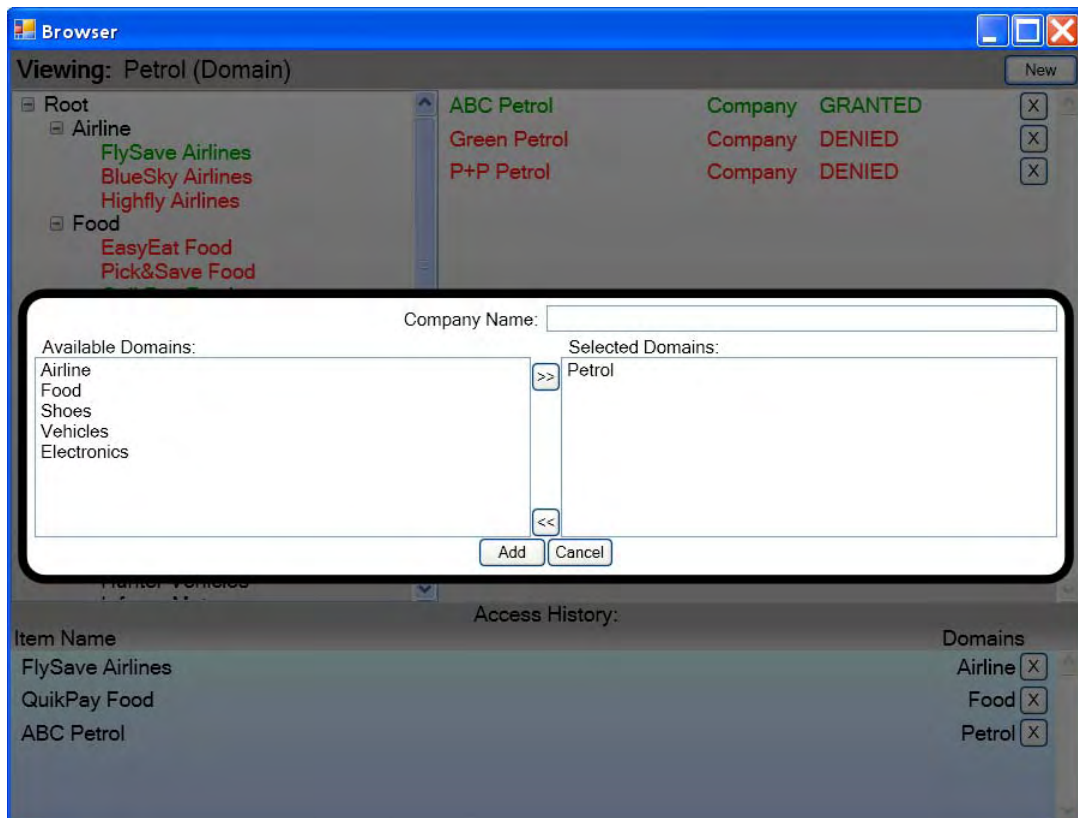 Browser
Viewing: Petrol (Domain) New
Root
Airline
FlySave Airlines
BlueSky Airlines
Highfly Airlines
Food
EasyEat Food
Pick&Save Food
ABC Petrol Company GRANTED X
Green Petrol Company DENIED X
P+P Petrol Company DENIED X
Company Name:
Available Domains: Selected Domains:
Airline >> Petrol
Food
Shoes
Vehicles
Electronics
<<
Add Cancel
Access History:
Item Name Domains
FlySave Airlines Airline X
QuikPay Food Food X
ABC Petrol Petrol X